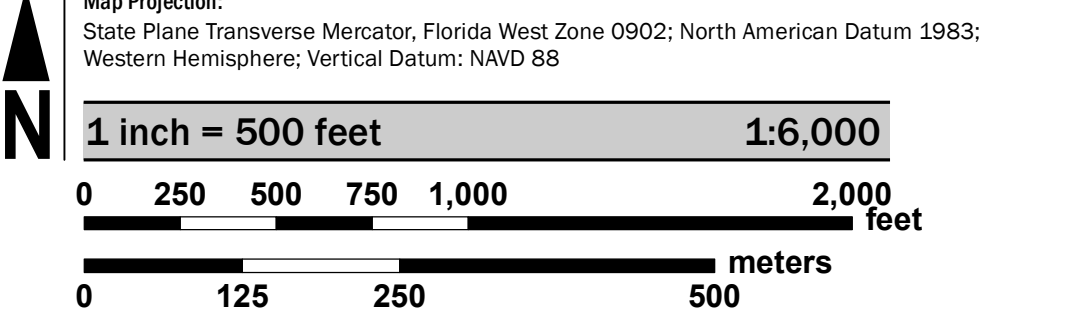 Map Projection:
State Plane Transverse Mercator, Florida West Zone 0902; North American Datum 1983;
Western Hemisphere; Vertical Datum: NAVD 88
N
1 inch = 500 feet 1:6,000
0 250 500 750 1,000 2,000
feet
meters
0 125 250 500